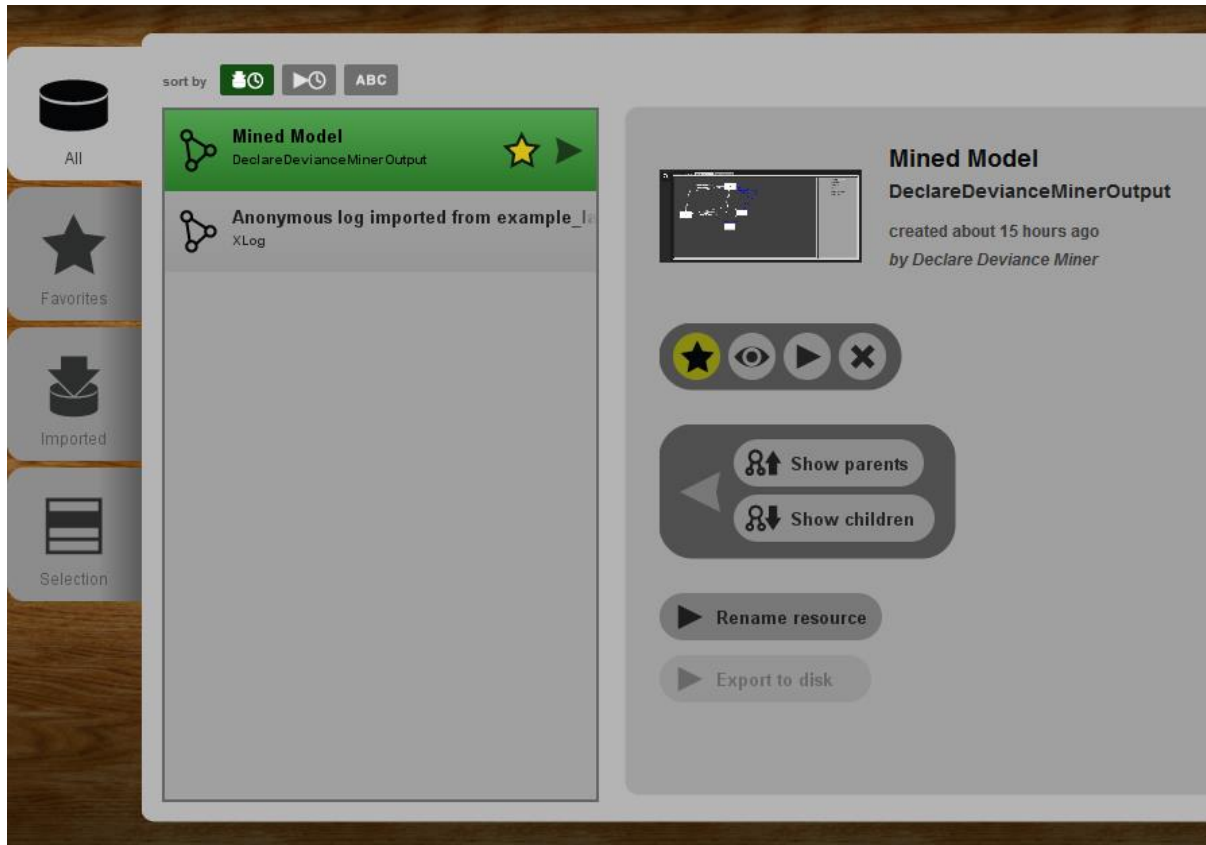 sort by
ABC
All
Favorites
Imported
Selection
Mined Model
DeclareDevianceMinerOutput
Anonymous log imported from example_la
XLog
Mined Model
DeclareDevianceMinerOutput
created about 15 hours ago
by Declare Deviance Miner
Show parents
Show children
Rename resource
Export to disk